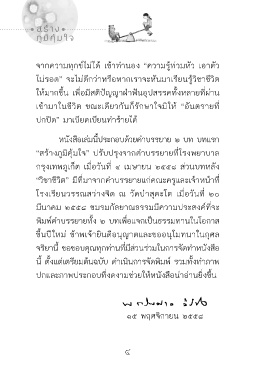 สร้าง
ภูมิคุ้มใจ
จากความทุกข์ไม่ได้ เข้าทำนอง “ความรู้ท่วมหัว เอาตัว
ไม่รอด” จะไม่ดีกว่าหรือหากเราจะหันมาเรียนรู้วิชาชีวิต
ให้มากขึ้น เพื่อมีสติปัญญาฝ่าฟันอุปสรรคทั้งหลายที่ผ่าน
เข้ามาในชีวิต ขณะเดียวกันก็รักษาใจมิให้ “อันตรายที่
ปกปิด” มาเบียดเบียนทำร้ายได้
หนังสือเล่มนี้ประกอบด้วยคำบรรยาย ๒ บท บทแรก
“สร้างภูมิคุ้มใจ” ปรับปรุงจากคำบรรยายที่โรงพยาบาล
กรุงเทพภูเก็ต เมื่อวันที่ ๑ เมษายน ๒๕๕๘ ส่วนบทหลัง
“วิชาชีวิต” มีที่มาจากคำบรรยายแก่คณะครูและเจ้าหน้าที่
โรงเรียนวรรณสว่างจิต ณ วัดป่าสุคะโต เมื่อวันที่ ๒๐
มีนาคม ๒๕๕๘ ชมรมกัลยาณธรรมมีความประสงค์ที่จะ
พิมพ์คำบรรยายทั้ง ๒ บทเพื่อแจกเป็นธรรมทานในโอกาส
ขึ้นปีใหม่ ข้าพเจ้ายินดีอนุญาตและขออนุโมทนาในกุศล
จริยานี้ ขอขอบคุณทุกท่านที่มีส่วนร่วมในการจัดทำหนังสือ
นี้ ตั้งแต่เตรียมต้นฉบับ ดำเนินการจัดพิมพ์ รวมทั้งทำภาพ
ปกและภาพประกอบที่งดงามช่วยให้หนังสือน่าอ่านยิ่งขึ้น
๑๕ พฤศจิกายน ๒๕๕๘